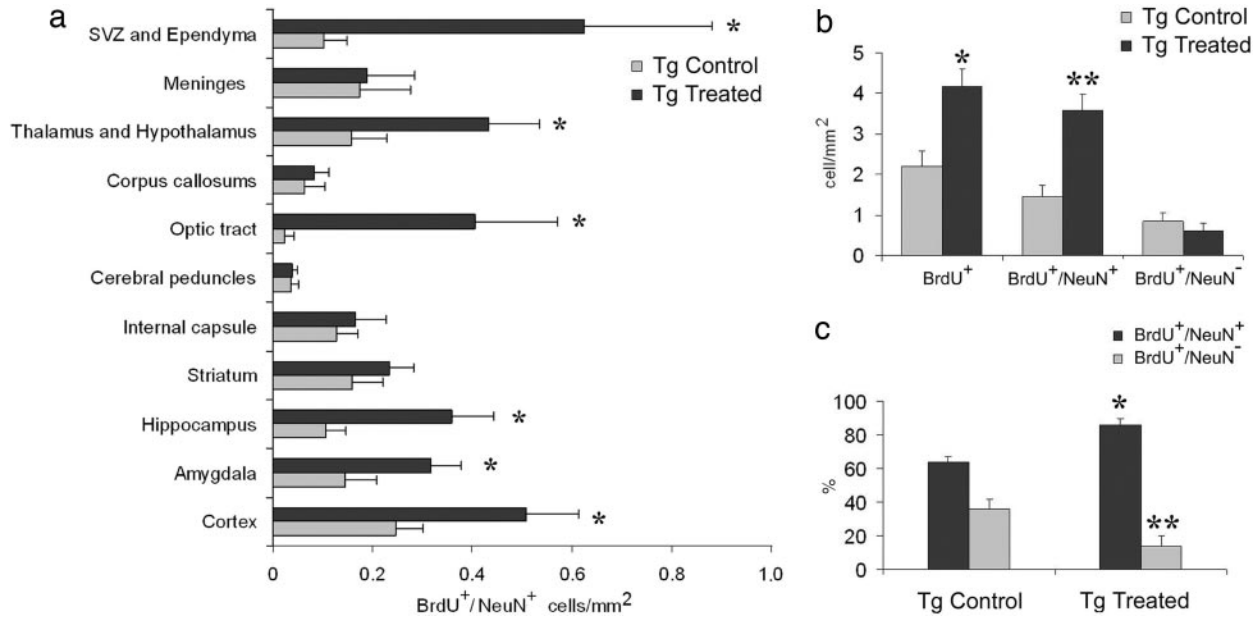 a
SVZ and Ependyma
Meninges
Thalamus and Hypothalamus
Corpus callosums
Optic tract
Cerebral peduncles
Internal capsule
Striatum
Hippocampus
Amygdala
Cortex
*
*
*
*
*
*
Tg Control
Tg Treated
0 0.2 0.4 0.6 0.8 1.0
BrdU⁺/NeuN⁺ cells/mm²
b
Tg Control
Tg Treated
cell/mm²
5
4
3
2
1
0
* **
BrdU⁺ BrdU⁺/NeuN⁺ BrdU⁺/NeuN⁻
c
BrdU⁺/NeuN⁺
BrdU⁺/NeuN⁻
%
100
80
60
40
20
0
*
**
Tg Control Tg Treated